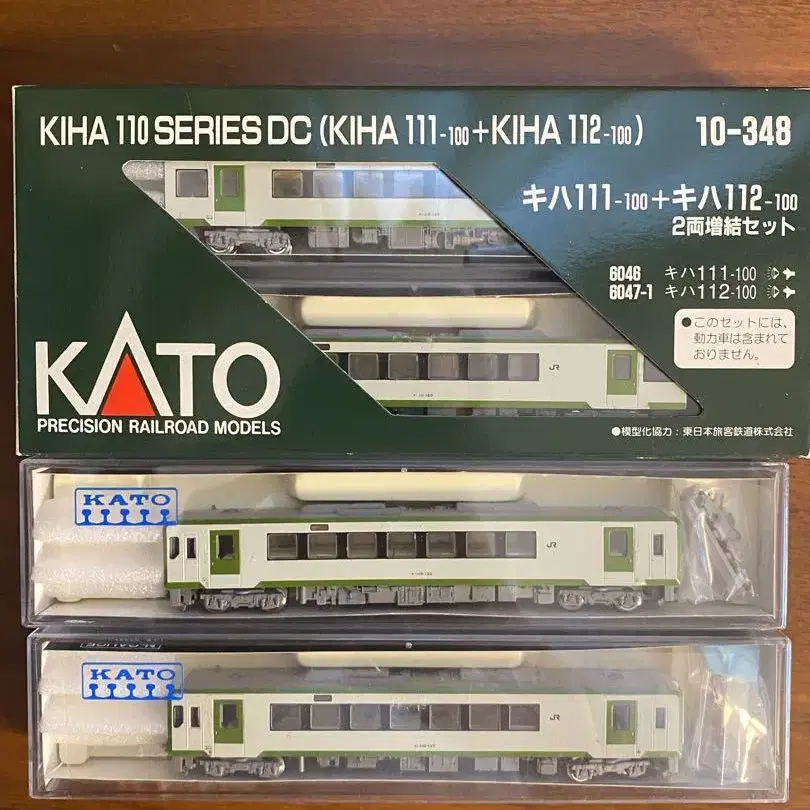 KIHA 110 SERIES DC (KIHA 111-100+KIHA 112-100) 10-348
キハ111-100+キハ112-100
2両増結セット
6046 キハ111-100
6047-1 キハ112-100
●このセットには、
動力車は含まれて
おりません。
JR
KATO
PRECISION RAILROAD MODELS
●模型化協力:東日本旅客鉄道株式会社
KATO
JR
KATO
JR